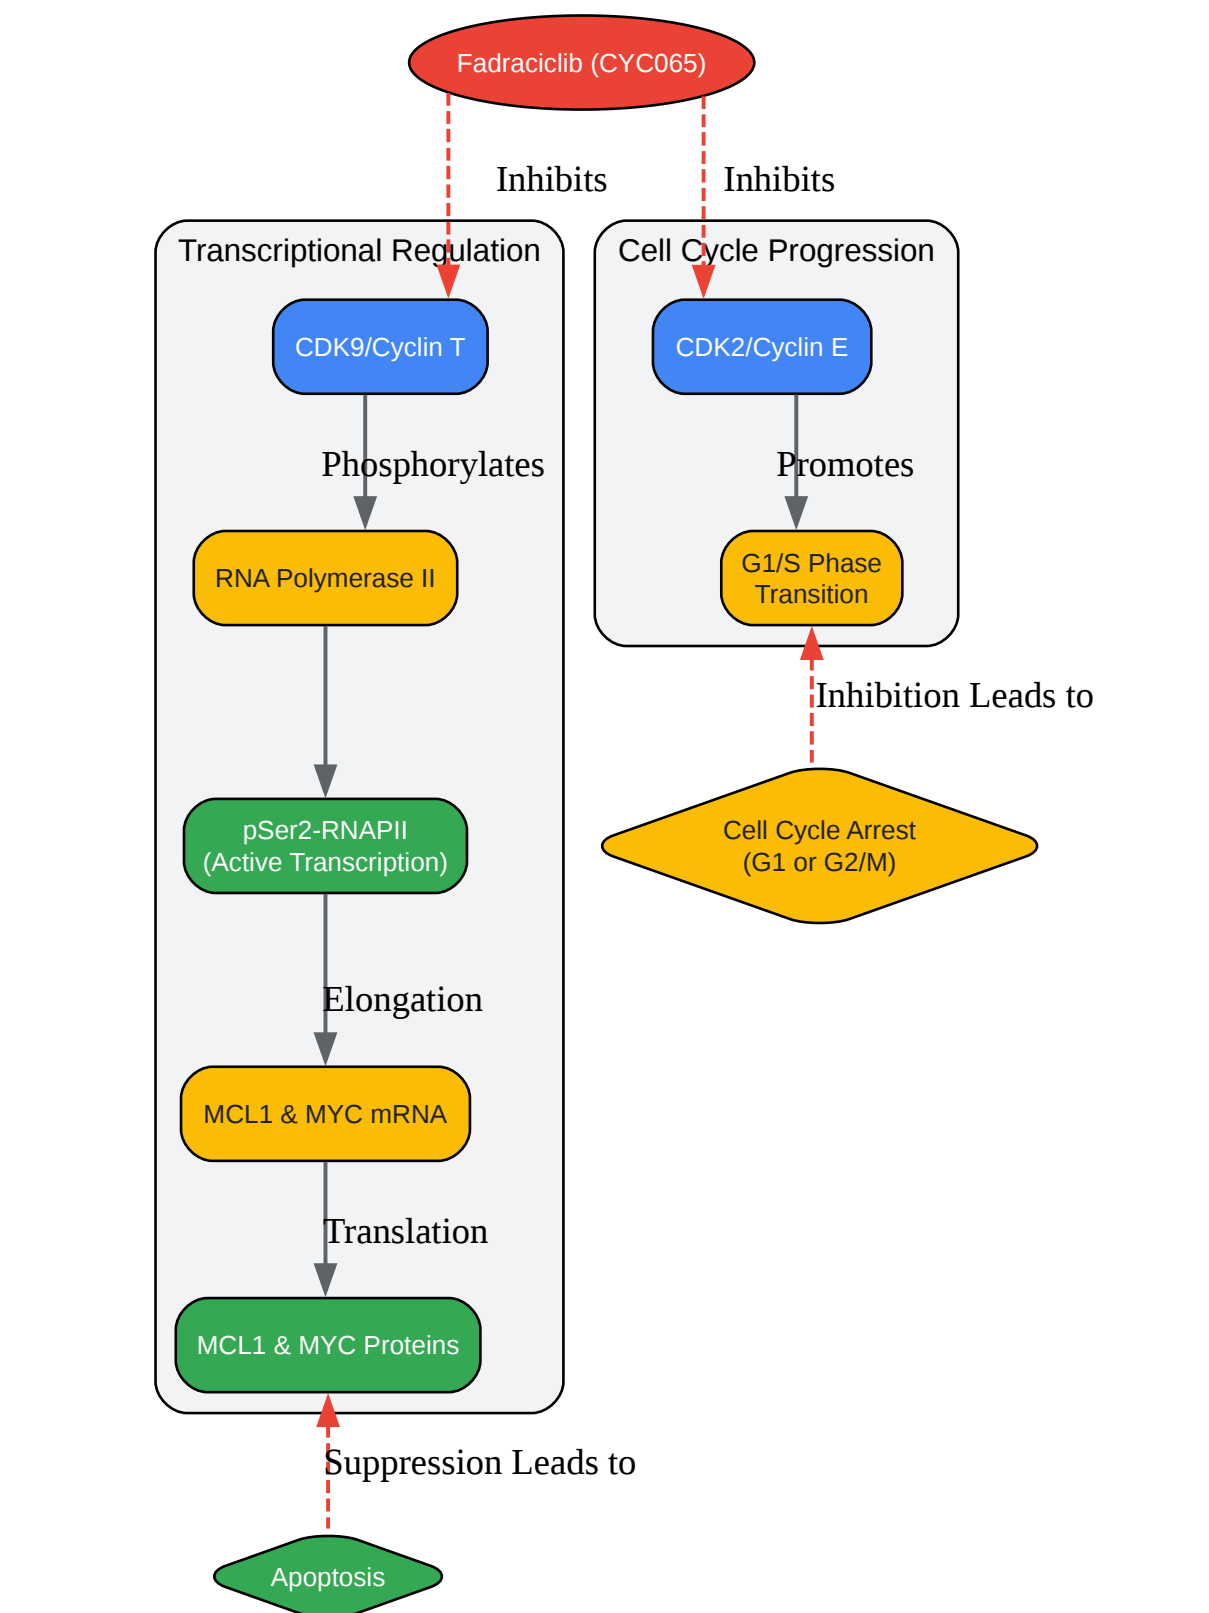 Fadraciclib (CYC065)
Inhibits
Inhibits
Transcriptional Regulation
CDK9/Cyclin T
Phosphorylates
RNA Polymerase II
pSer2-RNAPII
(Active Transcription)
Elongation
MCL1 & MYC mRNA
Translation
MCL1 & MYC Proteins
Suppression Leads to
Apoptosis
Cell Cycle Progression
CDK2/Cyclin E
Promotes
G1/S Phase
Transition
Inhibition Leads to
Cell Cycle Arrest
(G1 or G2/M)